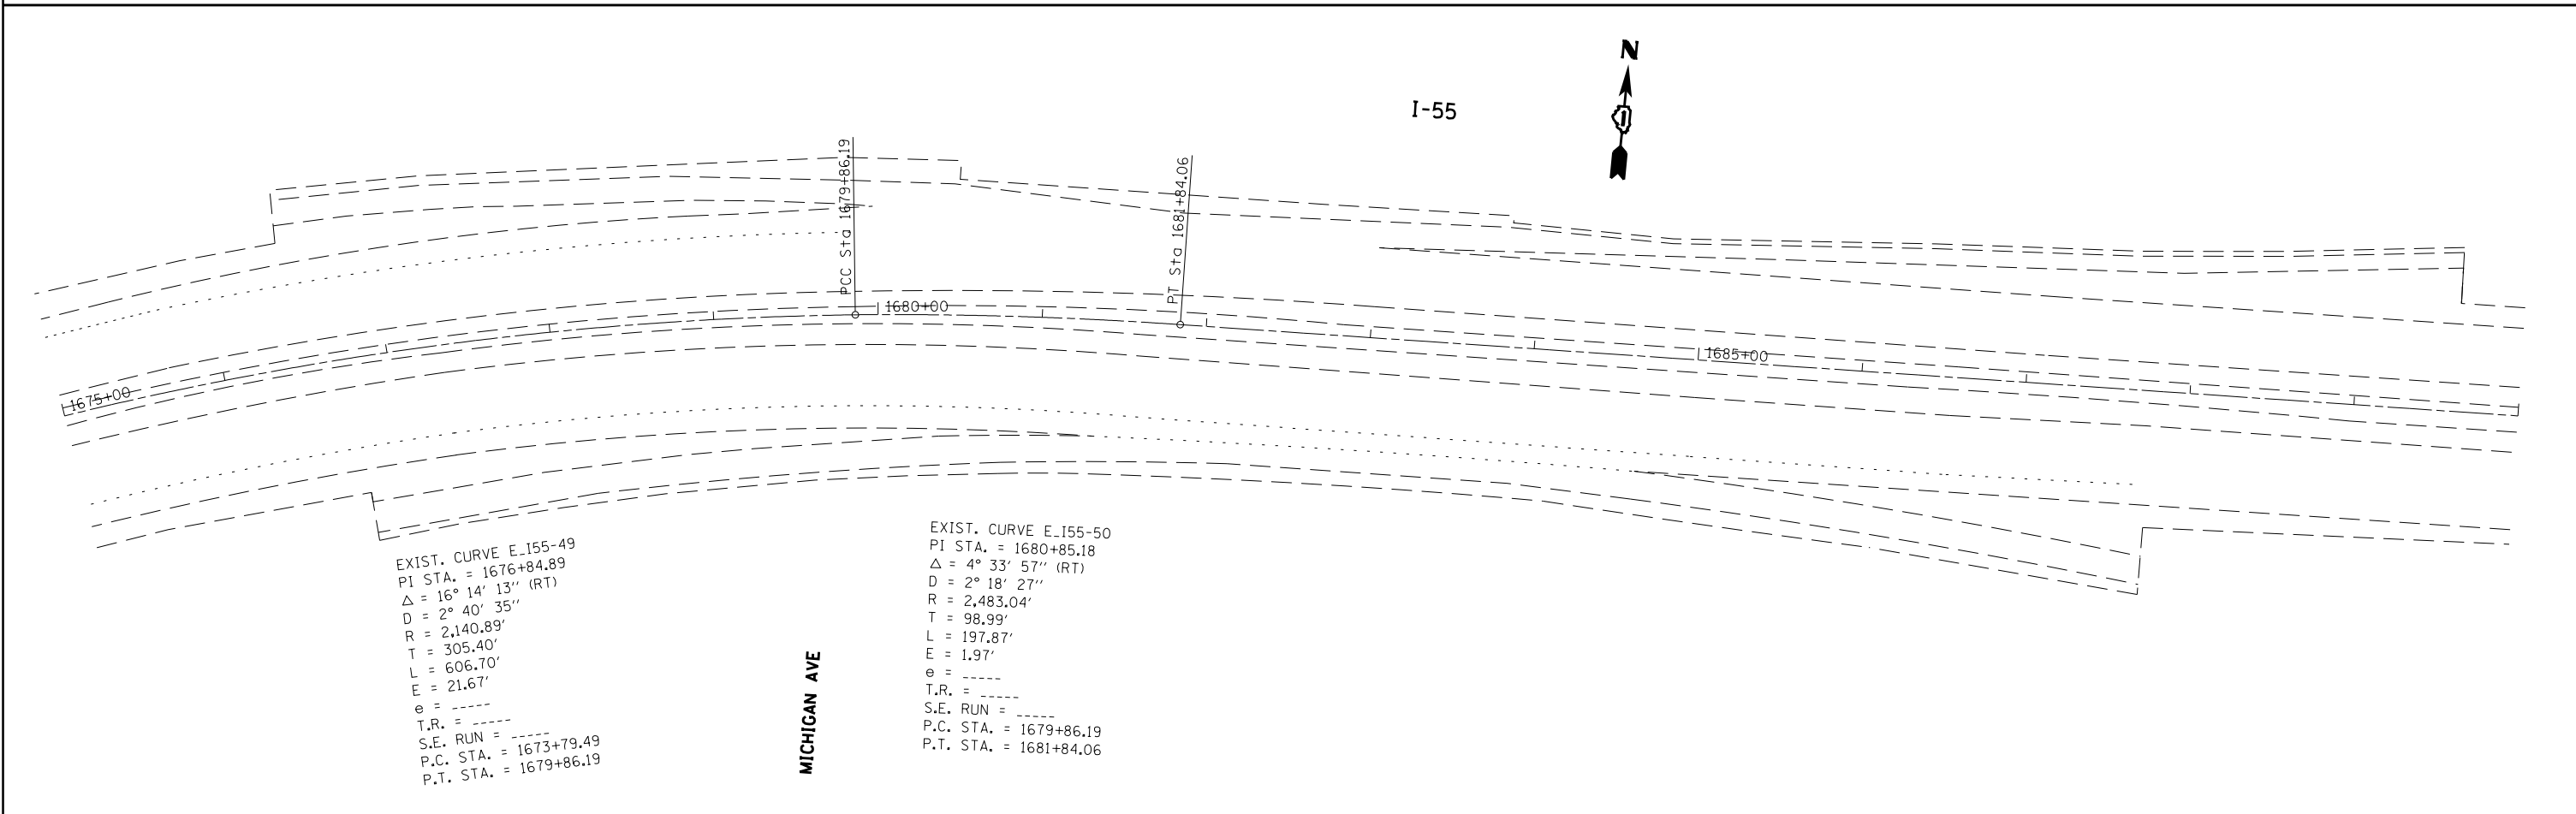 N
I-55
PCC Sta 1679+86.19
PT Sta 1681+84.06
1675+00
1680+00
1685+00
EXIST. CURVE E_I55-49
PI STA. = 1676+84.89
Δ = 16° 14' 13'' (RT)
D = 2° 40' 35''
R = 2,140.89'
T = 305.40'
L = 606.70'
E = 21.67'
e = -----
T.R. = -----
S.E. RUN = -----
P.C. STA. = 1673+79.49
P.T. STA. = 1679+86.19
MICHIGAN AVE
EXIST. CURVE E_I55-50
PI STA. = 1680+85.18
Δ = 4° 33' 57'' (RT)
D = 2° 18' 27''
R = 2,483.04'
T = 98.99'
L = 197.87'
E = 1.97'
e = -----
T.R. = -----
S.E. RUN = -----
P.C. STA. = 1679+86.19
P.T. STA. = 1681+84.06